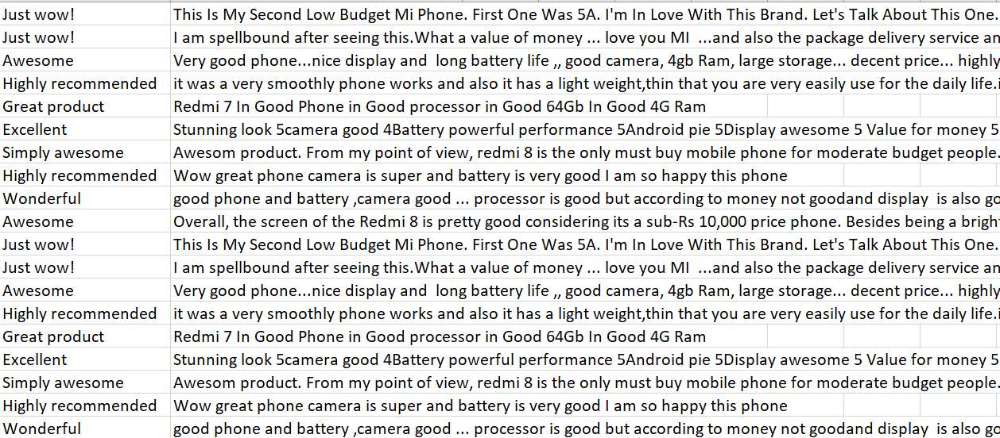 Just wow! This Is My Second Low Budget Mi Phone. First One Was 5A. I'm In Love With This Brand. Let's Talk About This One.
Just wow! I am spellbound after seeing this.What a value of money ... love you MI  ...and also the package delivery service an
Awesome Very good phone...nice display and  long battery life ,, good camera, 4gb Ram, large storage... decent price... highly
Highly recommended it was a very smoothly phone works and also it has a light weight,thin that you are very easily use for the daily life.i
Great product Redmi 7 In Good Phone in Good processor in Good 64Gb In Good 4G Ram
Excellent Stunning look 5camera good 4Battery powerful performance 5Android pie 5Display awesome 5 Value for money 5
Simply awesome Awesom product. From my point of view, redmi 8 is the only must buy mobile phone for moderate budget people.
Highly recommended Wow great phone camera is super and battery is very good I am so happy this phone
Wonderful good phone and battery ,camera good ... processor is good but according to money not goodand display  is also go
Awesome Overall, the screen of the Redmi 8 is pretty good considering its a sub-Rs 10,000 price phone. Besides being a brigh
Just wow! This Is My Second Low Budget Mi Phone. First One Was 5A. I'm In Love With This Brand. Let's Talk About This One.
Just wow! I am spellbound after seeing this.What a value of money ... love you MI  ...and also the package delivery service an
Awesome Very good phone...nice display and  long battery life ,, good camera, 4gb Ram, large storage... decent price... highly
Highly recommended it was a very smoothly phone works and also it has a light weight,thin that you are very easily use for the daily life.i
Great product Redmi 7 In Good Phone in Good processor in Good 64Gb In Good 4G Ram
Excellent Stunning look 5camera good 4Battery powerful performance 5Android pie 5Display awesome 5 Value for money 5
Simply awesome Awesom product. From my point of view, redmi 8 is the only must buy mobile phone for moderate budget people.
Highly recommended Wow great phone camera is super and battery is very good I am so happy this phone
Wonderful good phone and battery ,camera good ... processor is good but according to money not goodand display  is also go